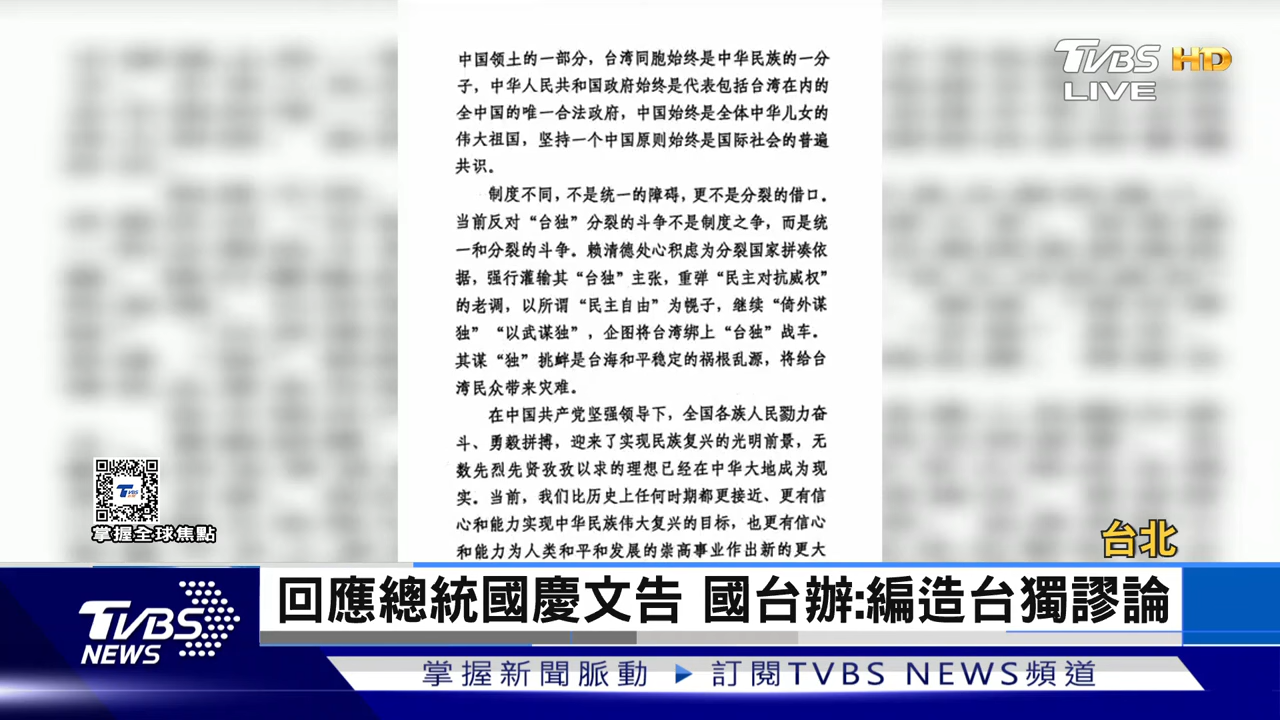 中国领土的一部分，台湾同胞始终是中华民族的一分
子，中华人民共和国政府始终是代表包括台湾在内的
全中国的唯一合法政府，中国始终是全体中华儿女的
伟大祖国，坚持一个中国原则始终是国际社会的普遍
共识。
制度不同，不是统一的障碍，更不是分裂的借口。
当前反对“台独”分裂的斗争不是制度之争，而是统
一和分裂的斗争。赖清德处心积虑为分裂国家拼凑依
据，强行灌输其“台独”主张，重弹“民主对抗威权”
的老调，以所谓“民主自由”为幌子，继续“倚外谋
独”“以武谋独”，企图将台湾绑上“台独”战车。
其谋“独”挑衅是台海和平稳定的祸根乱源，将给台
湾民众带来灾难。
在中国共产党坚强领导下，全国各族人民勠力奋
斗、勇毅拼搏，迎来了实现民族复兴的光明前景，无
数先烈先贤孜孜以求的理想已经在中华大地成为现
实。当前，我们比历史上任何时期都更接近、更有信
心和能力实现中华民族伟大复兴的目标，也更有信心
和能力为人类和平和发展的崇高事业作出新的更大
TVBS HD
LIVE
TVBS
掌握全球焦點
台北
回應總統國慶文告 國台辦:編造台獨謬論
TVBS
NEWS
掌握新聞脈動 ▶ 訂閱TVBS NEWS頻道